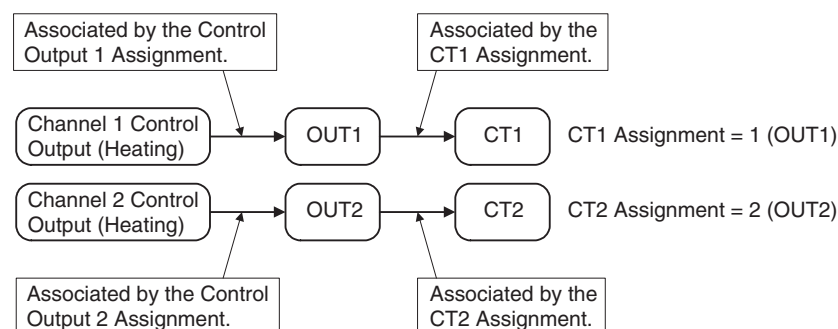 Associated by the Control
Output 1 Assignment.
Associated by the
CT1 Assignment.
Channel 1 Control
Output (Heating)
OUT1
CT1
CT1 Assignment = 1 (OUT1)
Channel 2 Control
Output (Heating)
OUT2
CT2
CT2 Assignment = 2 (OUT2)
Associated by the Control
Output 2 Assignment.
Associated by the
CT2 Assignment.